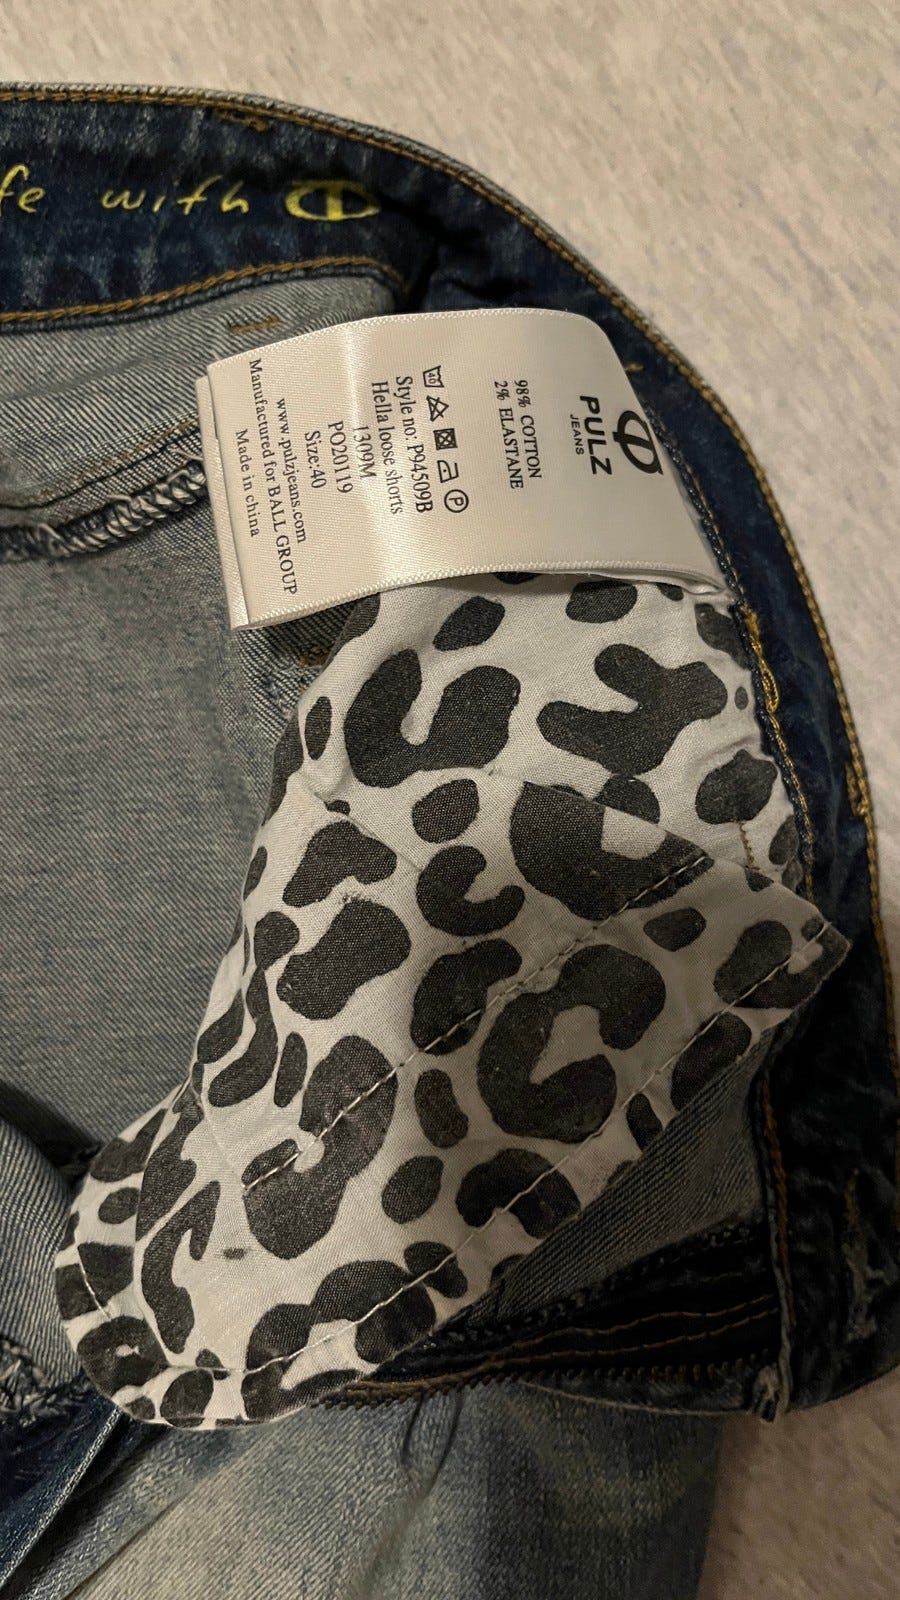 fe with
PULZ
JEANS
98% COTTON
2% ELASTANE
40
P
Style no: P94509B
Hella loose shorts
1309M
PO20119
Size:40
www.pulzjeans.com
Manufactured for BALL GROUP
Made in china